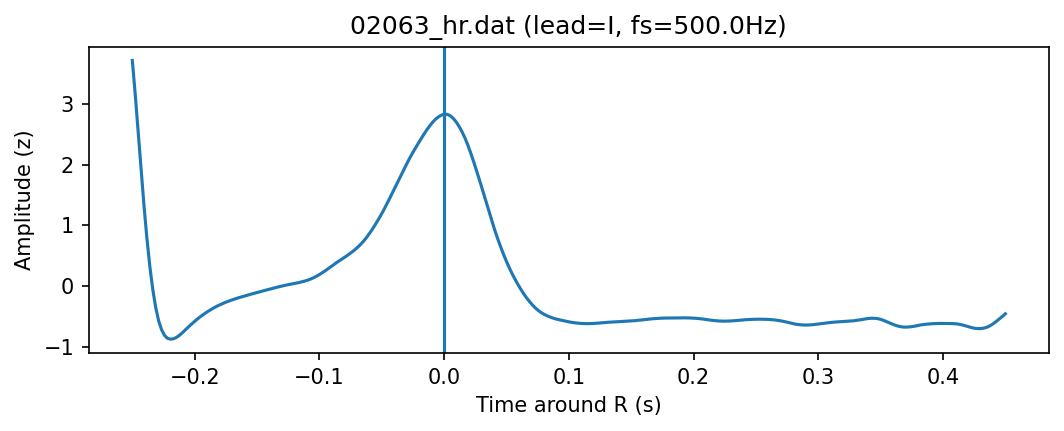 02063_hr.dat (lead=I, fs=500.0Hz)
Amplitude (z)
3
2
1
0
−1
−0.2 −0.1 0.0 0.1 0.2 0.3 0.4
Time around R (s)